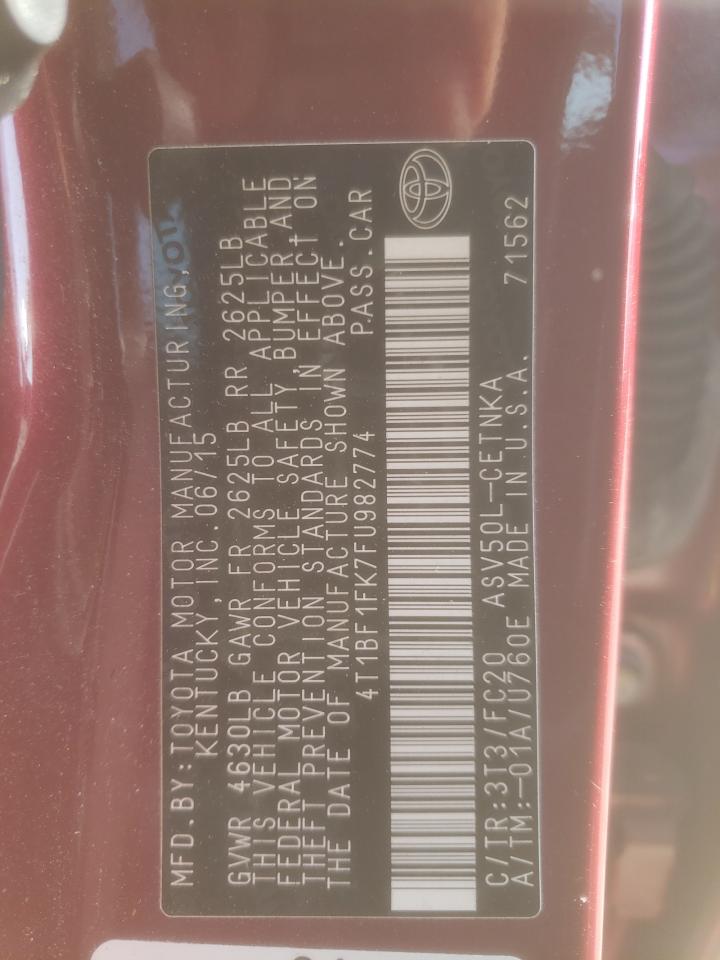 MFD.BY:TOYOTA MOTOR MANUFACTURING,
KENTUCKY,INC.06/15
GVWR 4630LB GAWR FR 2625LB RR 2625LB
THIS VEHICLE CONFORMS TO ALL APPLICABLE
FEDERAL MOTOR VEHICLE SAFETY,BUMPER,AND
THEFT PREVENTION STANDARDS IN EFFECT ON
THE DATE OF MANUFACTURE SHOWN ABOVE.
4T1BF1FK7FU982774 PASS.CAR
C/TR:3T3/FC20 ASV50L-CETNKA 71562
A/TM:-01A/U760E MADE IN U.S.A.